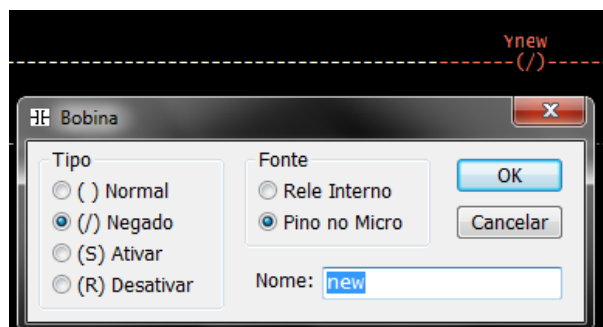 Ynew
(/)
Bobina
Tipo
( ) Normal
(/) Negado
(S) Ativar
(R) Desativar
Fonte
Rele Interno
Pino no Micro
Nome: new
OK
Cancelar